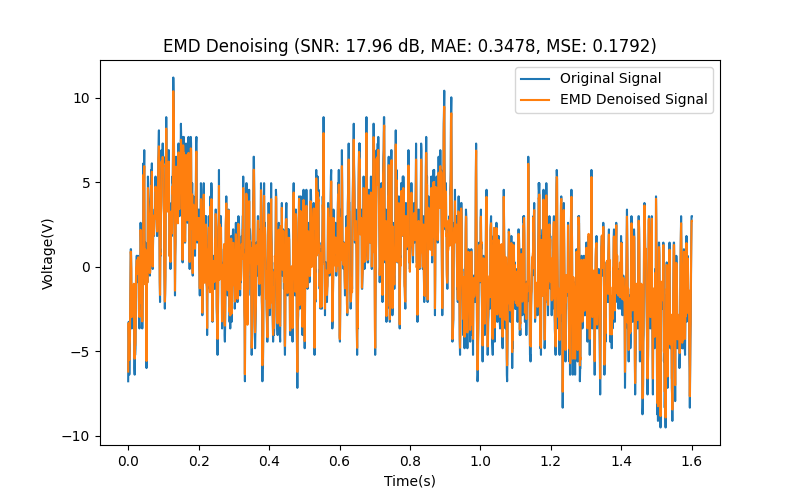 EMD Denoising (SNR: 17.96 dB, MAE: 0.3478, MSE: 0.1792)
Original Signal
EMD Denoised Signal
10
5
0
−5
−10
Voltage(V)
0.0 0.2 0.4 0.6 0.8 1.0 1.2 1.4 1.6
Time(s)